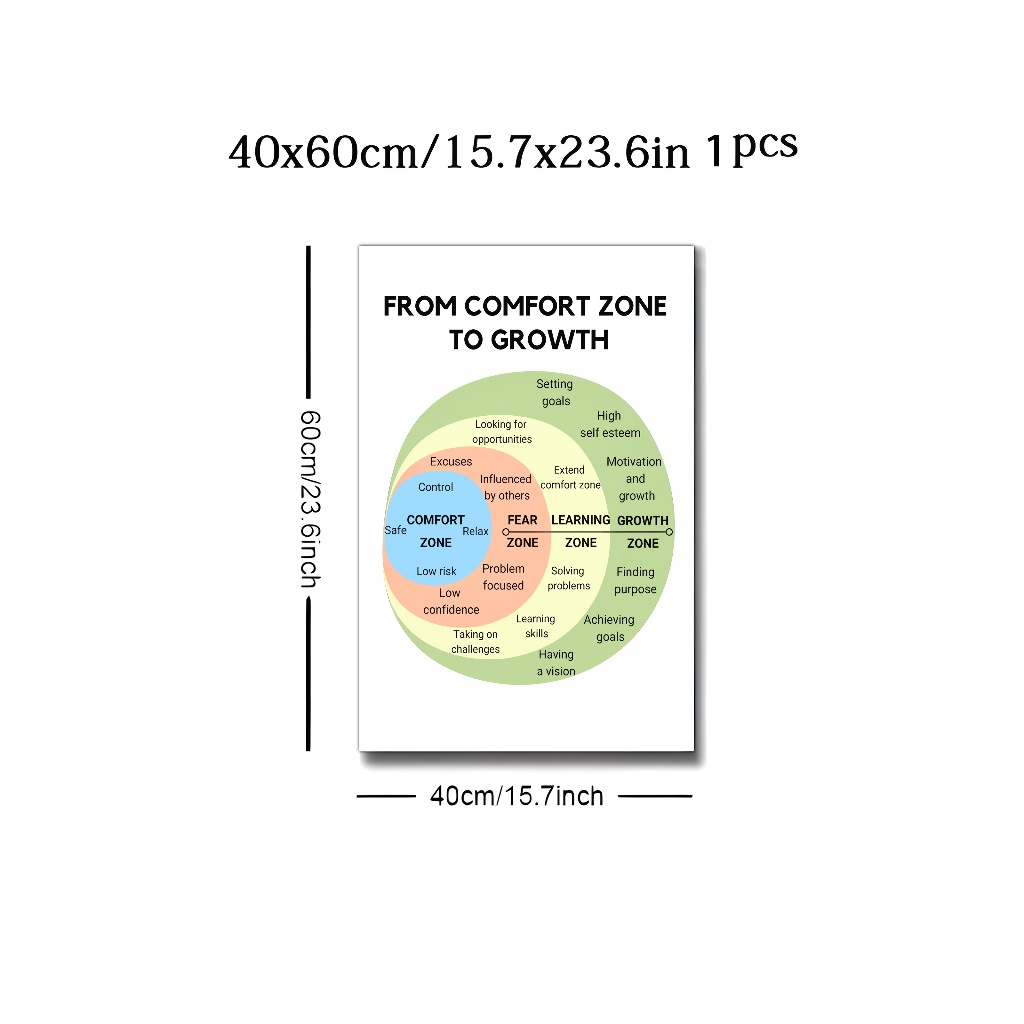 40x60cm/15.7x23.6in 1pcs
60cm/23.6inch
FROM COMFORT ZONE
TO GROWTH
Setting
goals
High
self esteem
Looking for
opportunities
Motivation
and
growth
Excuses
Extend
comfort zone
Influenced
by others
Control
COMFORT
ZONE
Safe
Relax
FEAR
ZONE
LEARNING
ZONE
GROWTH
ZONE
Low risk
Problem
focused
Solving
problems
Finding
purpose
Low
confidence
Learning
skills
Achieving
goals
Taking on
challenges
Having
a vision
40cm/15.7inch